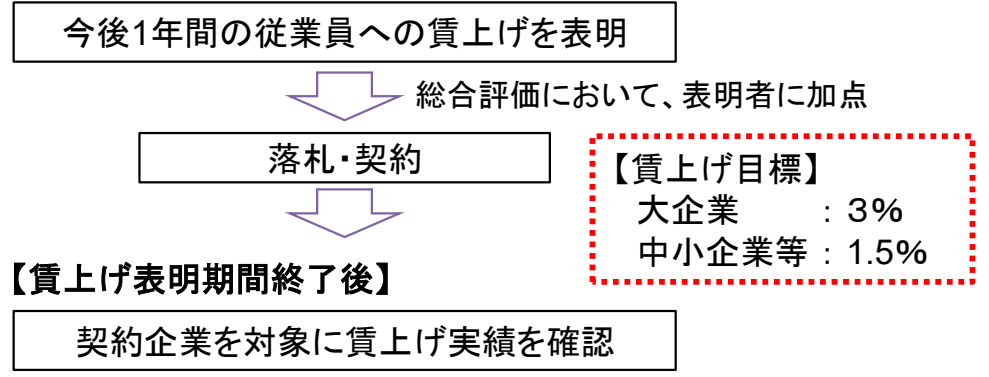 今後1年間の従業員への賃上げを表明
総合評価において、表明者に加点
落札・契約
【賃上げ目標】
大企業　　：３%
中小企業等：1.5%
【賃上げ表明期間終了後】
契約企業を対象に賃上げ実績を確認